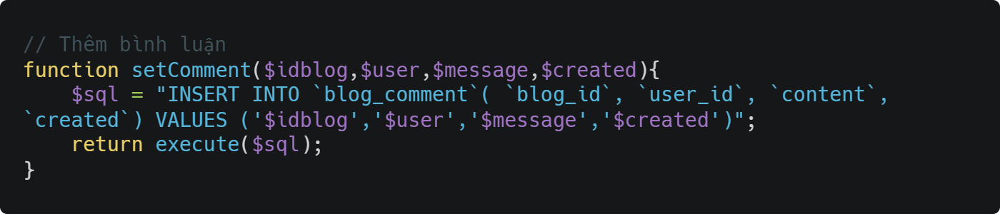 // Thêm bình luận
function setComment($idblog,$user,$message,$created){
    $sql = "INSERT INTO `blog_comment`( `blog_id`, `user_id`, `content`,
`created`) VALUES ('$idblog','$user','$message','$created')";
    return execute($sql);
}